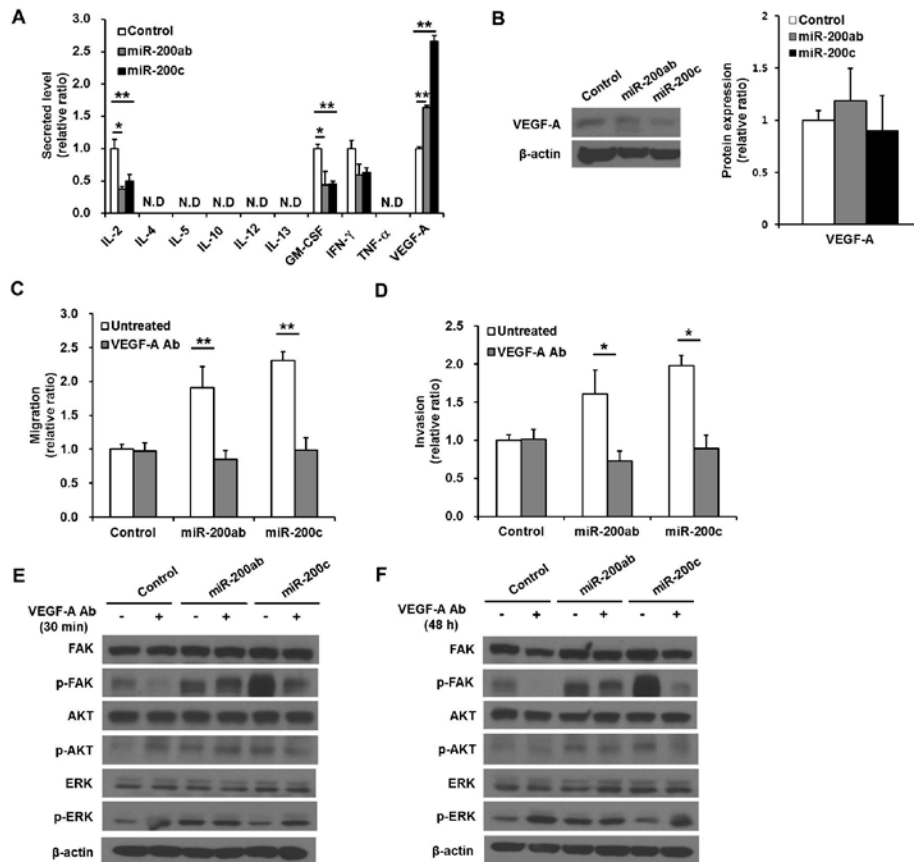 A
Secreted level
(relative ratio)
3.0
2.5
2.0
1.5
1.0
0.5
0.0
Control
miR-200ab
miR-200c
**
*
N.D
N.D
N.D
N.D
N.D
**
*
N.D
**
**
IL-2
IL-4
IL-5
IL-10
IL-12
IL-13
GM-CSF
IFN-γ
TNF-α
VEGF-A
B
Control
miR-200ab
miR-200c
VEGF-A
β-actin
Protein expression
(relative ratio)
2
1.5
1
0.5
0
Control
miR-200ab
miR-200c
VEGF-A
C
Migration
(relative ratio)
3.0
2.5
2.0
1.5
1.0
0.5
0.0
Untreated
VEGF-A Ab
**
**
Control
miR-200ab
miR-200c
D
Invasion
(relative ratio)
2.5
2.0
1.5
1.0
0.5
0.0
Untreated
VEGF-A Ab
*
*
Control
miR-200ab
miR-200c
E
Control
miR-200ab
miR-200c
VEGF-A Ab - + - + - +
(30 min)
FAK
p-FAK
AKT
p-AKT
ERK
p-ERK
β-actin
F
Control
miR-200ab
miR-200c
VEGF-A Ab - + - + - +
(48 h)
FAK
p-FAK
AKT
p-AKT
ERK
p-ERK
β-actin